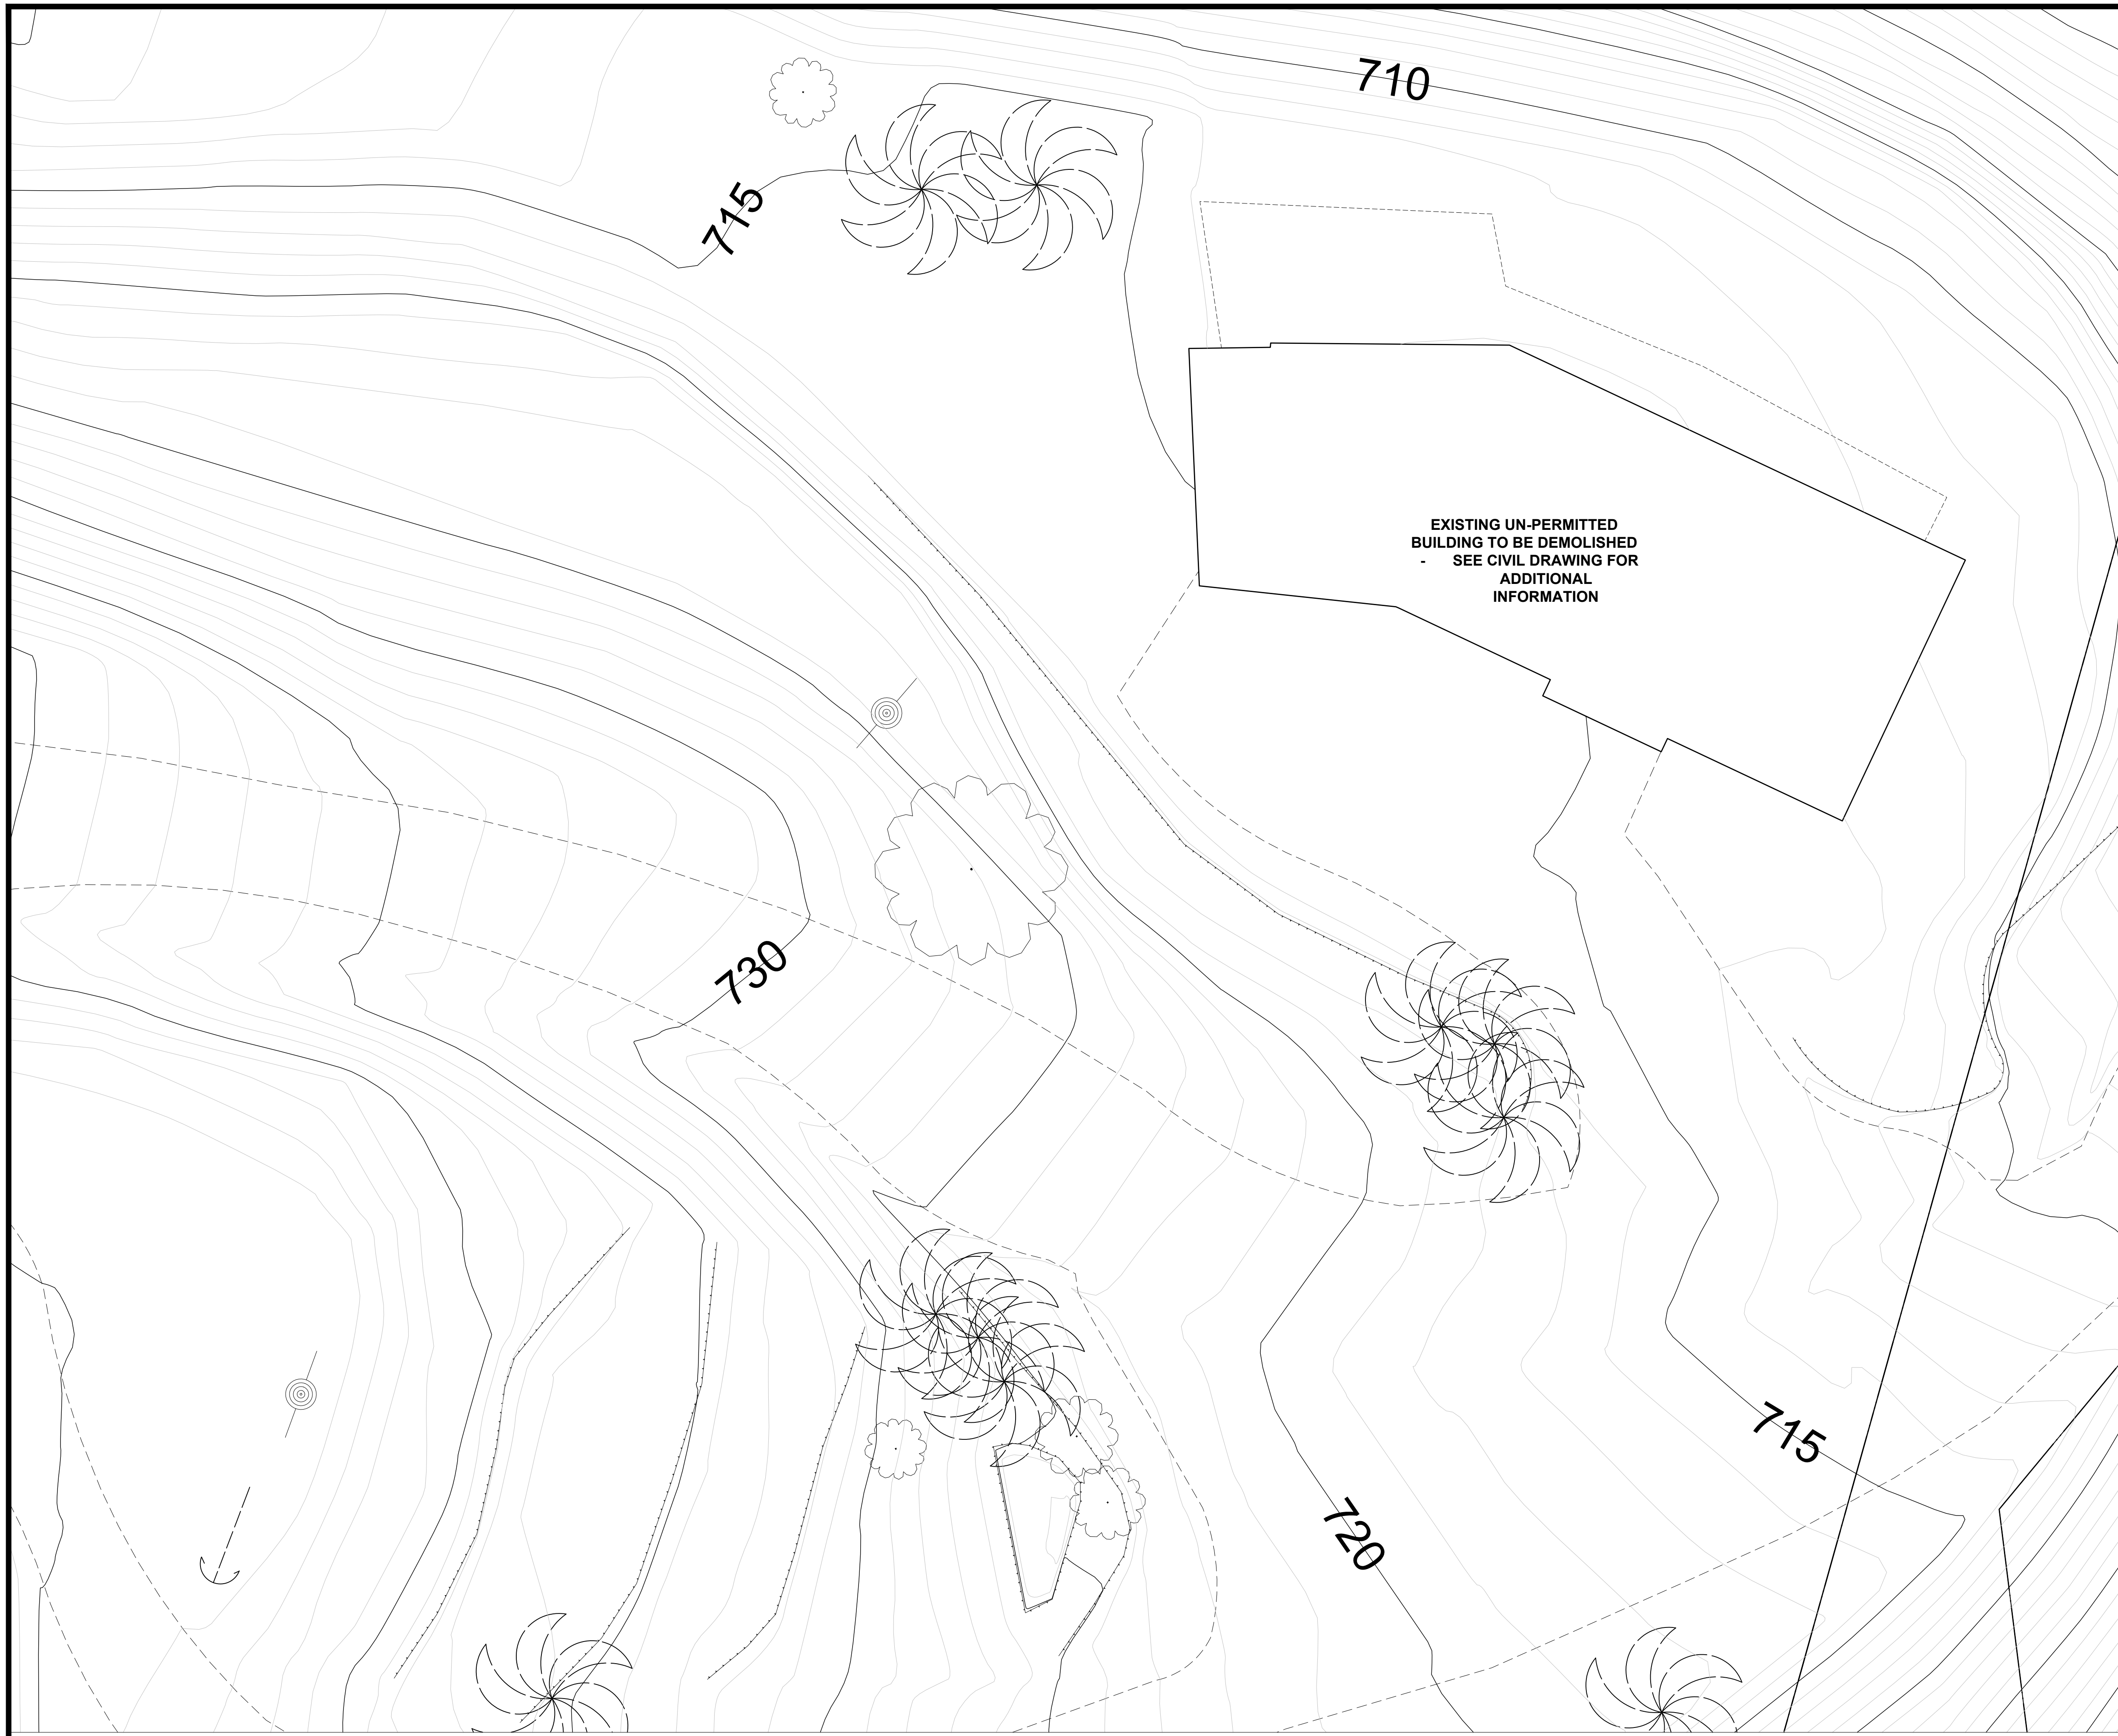 710
715
EXISTING UN-PERMITTED
BUILDING TO BE DEMOLISHED
- SEE CIVIL DRAWING FOR
ADDITIONAL
INFORMATION
730
715
720